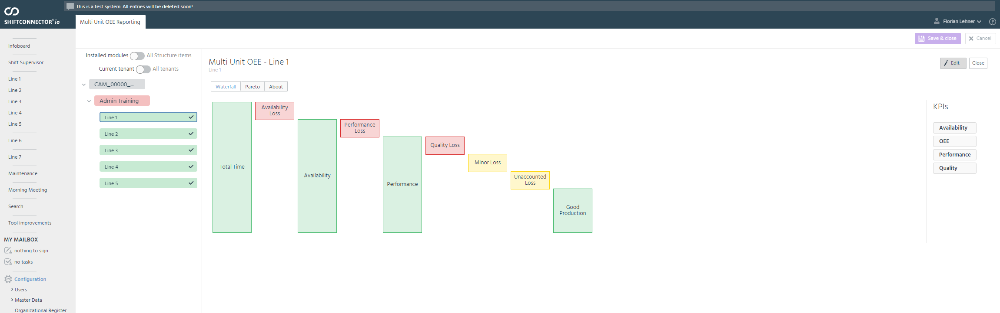 This is a test system. All entries will be deleted soon!
SHIFTCONNECTOR® io
Multi Unit OEE Reporting
Florian Lehner
?
Save & close
Cancel
Infoboard
Shift Supervisor
Line 1
Line 2
Line 3
Line 4
Line 5
Line 6
Line 7
Maintenance
Morning Meeting
Search
Tool improvements
MY MAILBOX
nothing to sign
no tasks
Configuration
Users
Master Data
Organizational Register
Installed modules
All Structure items
Current tenant
All tenants
CAM_00000_...
Admin Training
Line 1
Line 2
Line 3
Line 4
Line 5
Multi Unit OEE - Line 1
Line 1
Edit
Close
Waterfall
Pareto
About
Total Time
Availability
Loss
Availability
Performance
Loss
Performance
Quality Loss
MInor Loss
Unaccounted
Loss
Good
Production
KPIs
Availability
OEE
Performance
Quality